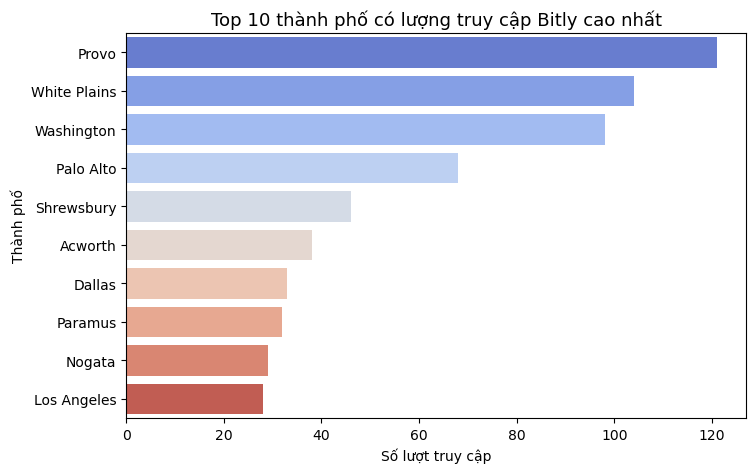 Top 10 thành phố có lượng truy cập Bitly cao nhất
Thành phố
Provo
White Plains
Washington
Palo Alto
Shrewsbury
Acworth
Dallas
Paramus
Nogata
Los Angeles
0 20 40 60 80 100 120
Số lượt truy cập